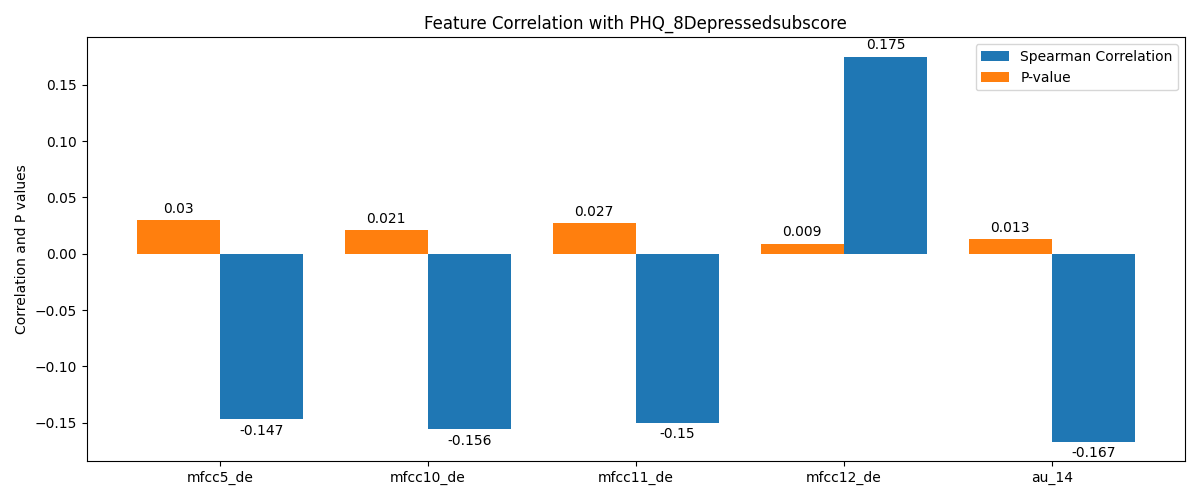 Feature Correlation with PHQ_8Depressedsubscore
Spearman Correlation
P-value
Correlation and P values
0.15
0.10
0.05
0.00
−0.05
−0.10
−0.15
0.03
-0.147
0.021
-0.156
0.027
-0.15
0.009
0.175
0.013
-0.167
mfcc5_de
mfcc10_de
mfcc11_de
mfcc12_de
au_14